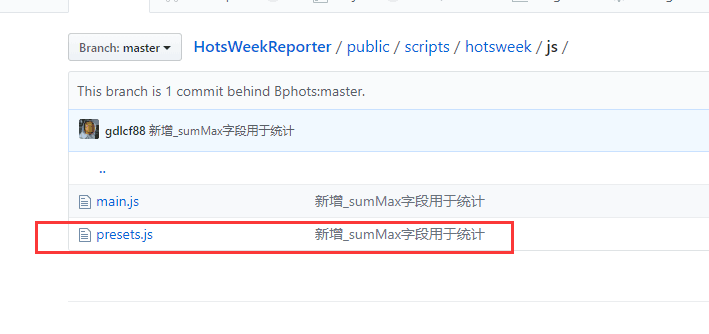 Branch: master
HotsWeekReporter / public / scripts / hotsweek / js /
This branch is 1 commit behind Bphots:master.
gdlcf88 新增_sumMax字段用于统计
..
main.js 新增_sumMax字段用于统计
presets.js 新增_sumMax字段用于统计